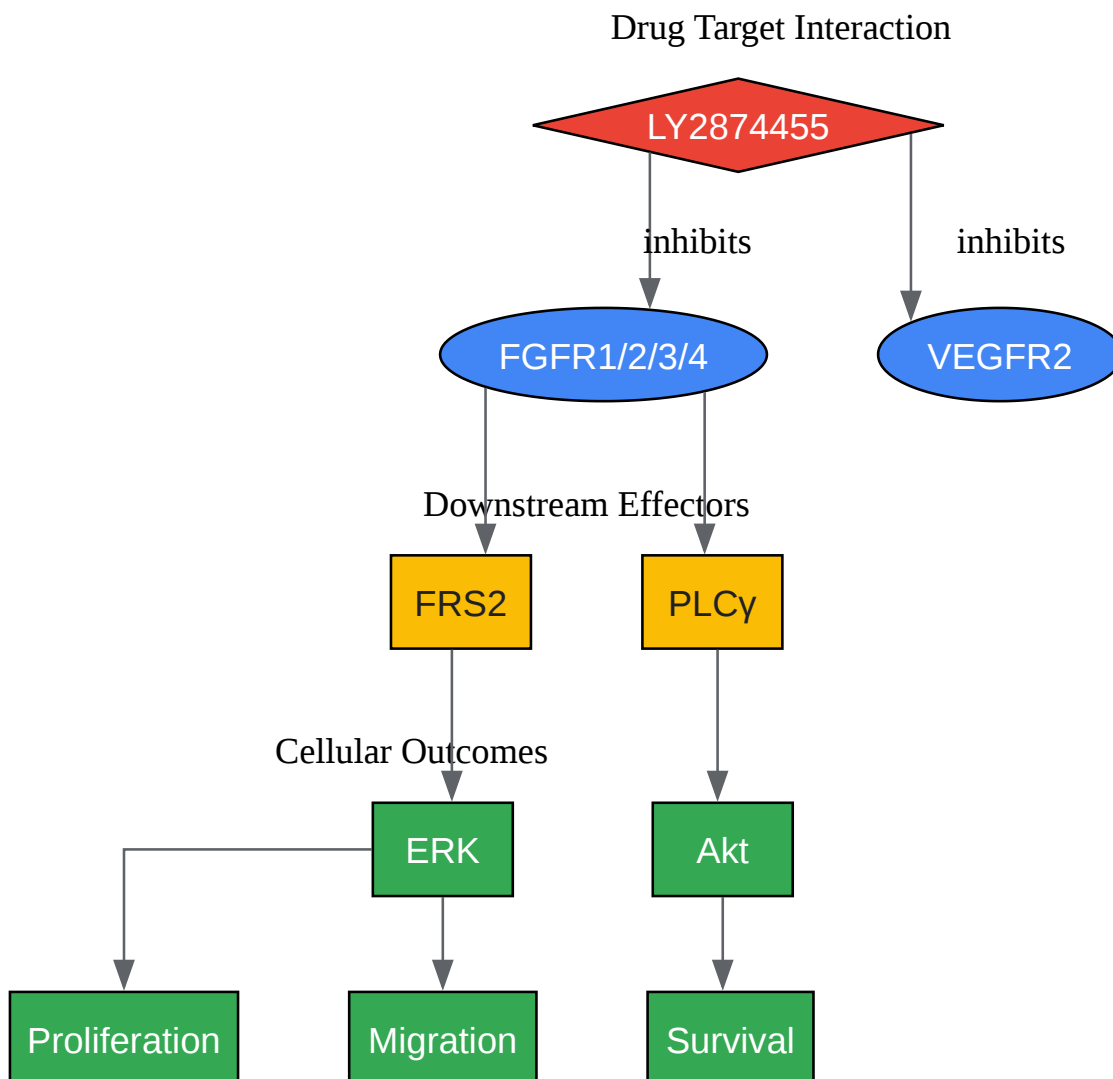 Drug Target Interaction
LY2874455
inhibits
inhibits
FGFR1/2/3/4
VEGFR2
Downstream Effectors
FRS2
PLCγ
Cellular Outcomes
ERK
Akt
Proliferation
Migration
Survival